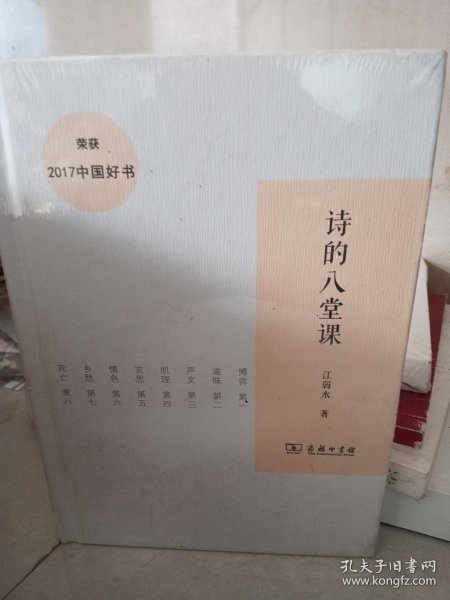 荣获
2017中国好书
诗的八堂课
江弱水 著
商务印书馆
The Commercial Press
博弈 第一
滋味 第二
声文 第三
肌理 第四
玄思 第五
情色 第六
乡愁 第七
死亡 第八
孔夫子旧书网
www.kongfz.com